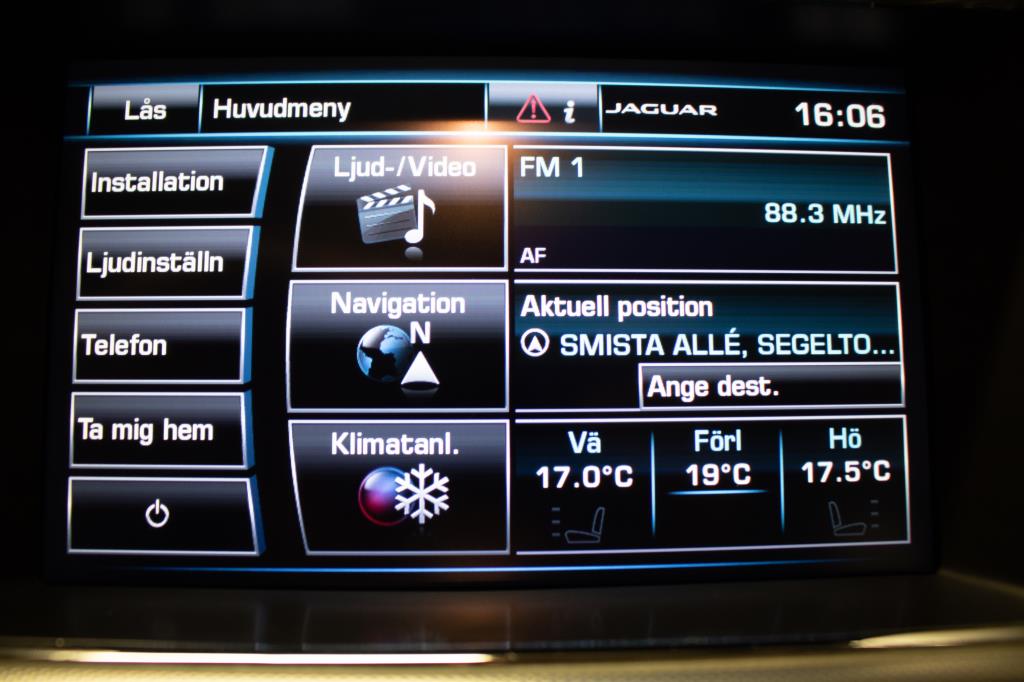 Lås
Huvudmeny
i
JAGUAR
16:06
Installation
Ljudinställn
Telefon
Ta mig hem
Ljud-/Video
FM 1
88.3 MHz
AF
Navigation
N
Aktuell position
SMISTA ALLÉ, SEGELTO...
Ange dest.
Klimatanl.
Vä
17.0°C
Förl
19°C
Hö
17.5°C